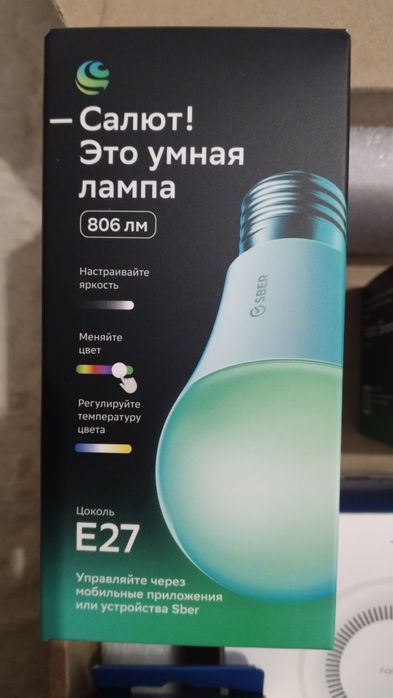 – Салют!
Это умная
лампа
806 лм
Настраивайте
яркость
Меняйте
цвет
Регулируйте
температуру
цвета
SBER
Цоколь
E27
Управляйте через
мобильные приложения
или устройства Sber